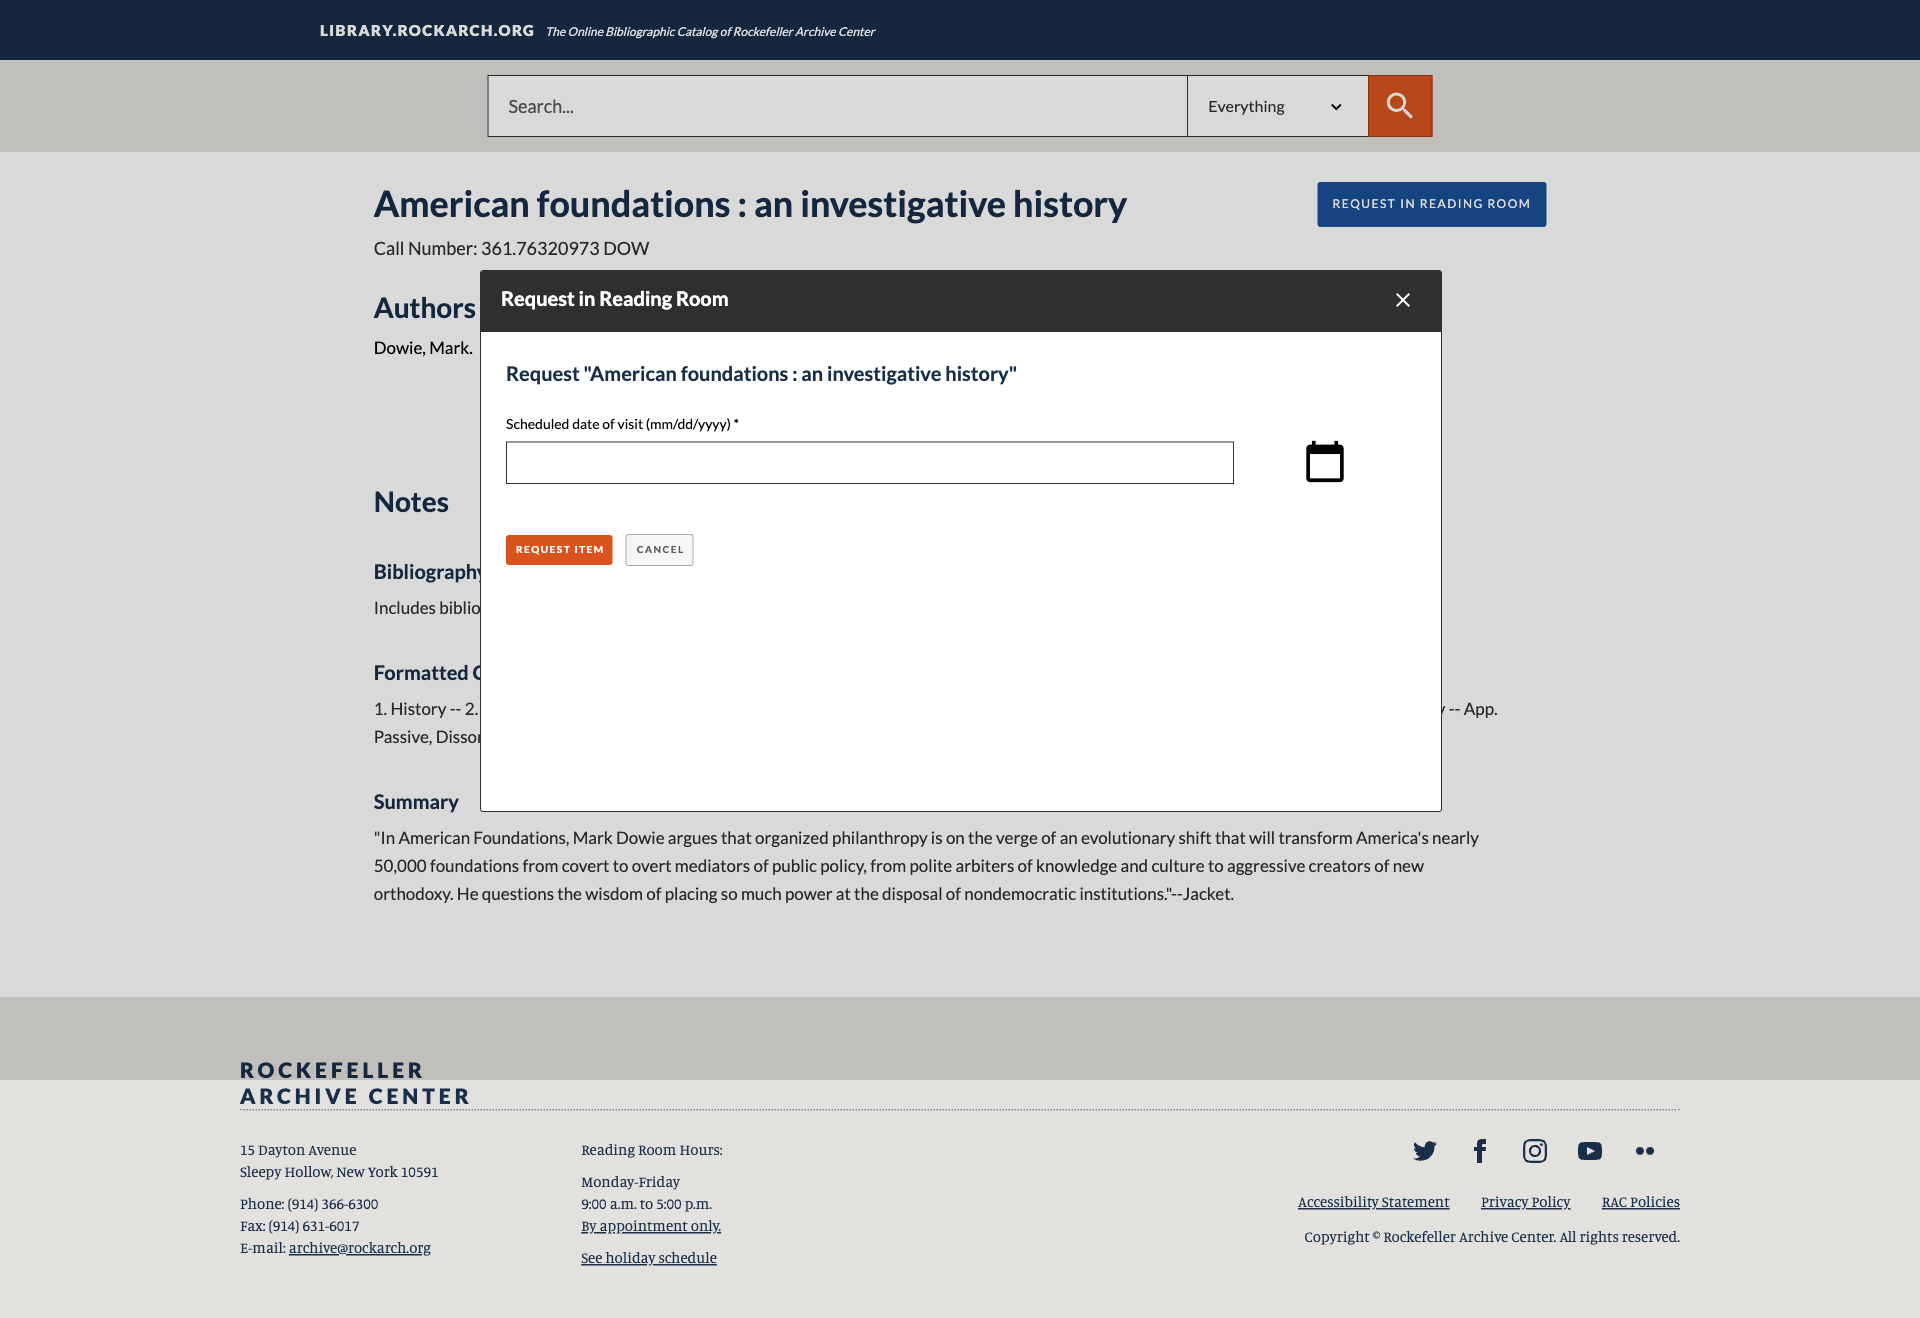 LIBRARY.ROCKARCH.ORG The Online Bibliographic Catalog of Rockefeller Archive Center
Search...
Everything
American foundations : an investigative history
REQUEST IN READING ROOM
Call Number: 361.76320973 DOW
Authors
Dowie, Mark.
Request in Reading Room
Request "American foundations : an investigative history"
Scheduled date of visit (mm/dd/yyyy) *
REQUEST ITEM
CANCEL
Notes
Bibliography
Includes biblio
Formatted
1. History -- 2. -- App.
Passive,
Summary
"In American Foundations, Mark Dowie argues that organized philanthropy is on the verge of an evolutionary shift that will transform America's nearly
50,000 foundations from covert to overt mediators of public policy, from polite arbiters of knowledge and culture to aggressive creators of new
orthodoxy. He questions the wisdom of placing so much power at the disposal of nondemocratic institutions."--Jacket.
ROCKEFELLER
ARCHIVE CENTER
15 Dayton Avenue
Sleepy Hollow, New York 10591
Phone: (914) 366-6300
Fax: (914) 631-6017
E-mail: archive@rockarch.org
Reading Room Hours:
Monday-Friday
9:00 a.m. to 5:00 p.m.
By appointment only.
See holiday schedule
Accessibility Statement
Privacy Policy
RAC Policies
Copyright © Rockefeller Archive Center. All rights reserved.